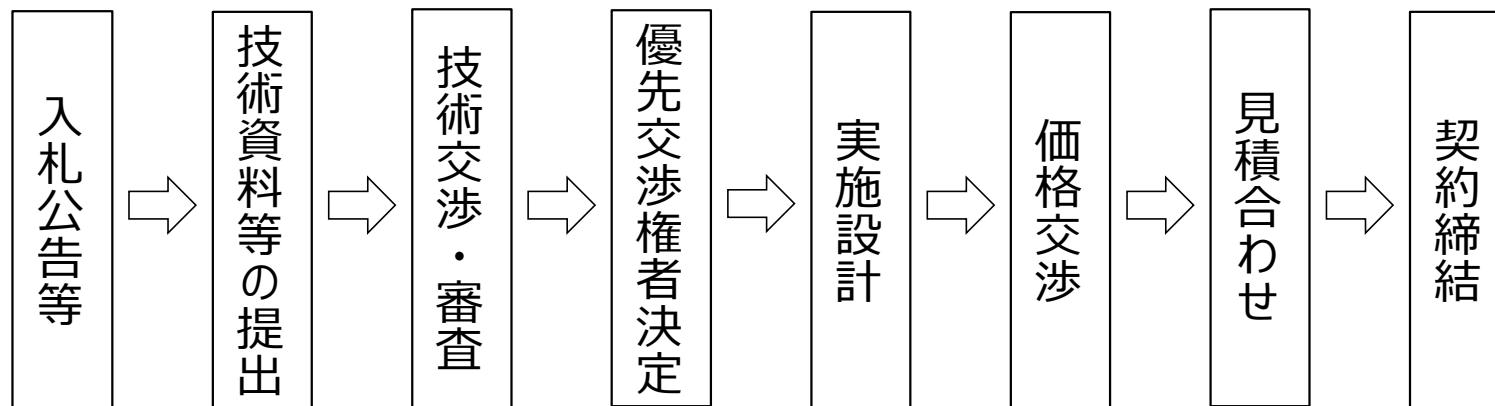 入札公告等
技術資料等の提出
技術交渉・審査
優先交渉権者決定
実施設計
価格交渉
見積合わせ
契約締結